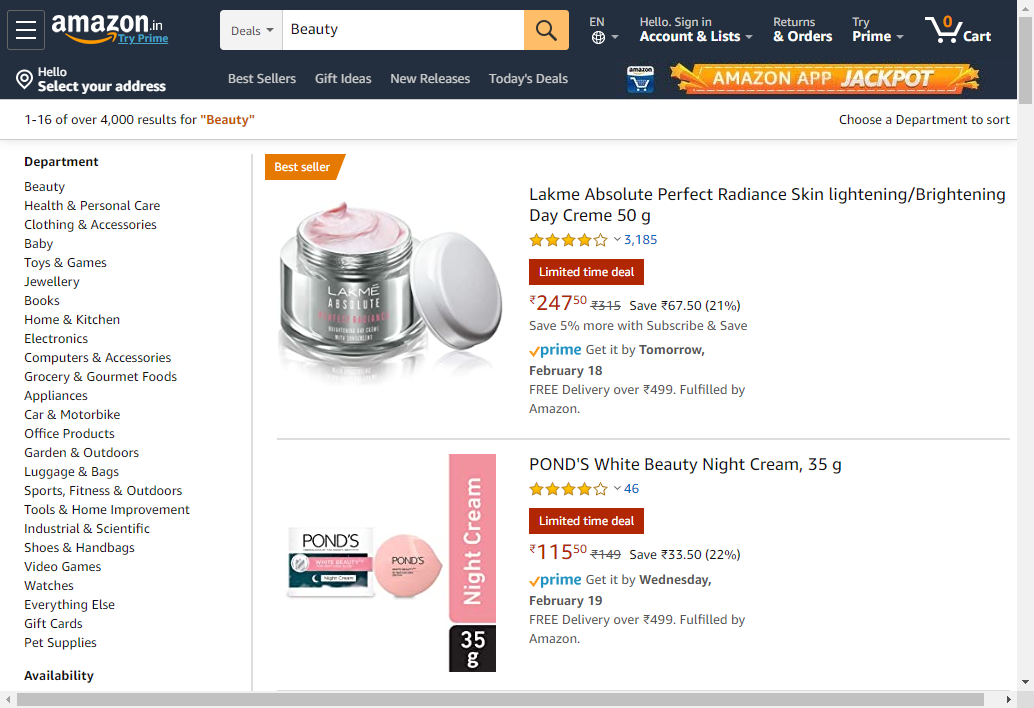 amazon.in
Try Prime
Deals
Beauty
EN
Hello. Sign in
Account & Lists
Returns
& Orders
Try
Prime
0
Cart
Hello
Select your address
Best Sellers
Gift Ideas
New Releases
Today's Deals
amazon
AMAZON APP JACKPOT
1-16 of over 4,000 results for "Beauty"
Choose a Department to sort
Department
Beauty
Health & Personal Care
Clothing & Accessories
Baby
Toys & Games
Jewellery
Books
Home & Kitchen
Electronics
Computers & Accessories
Grocery & Gourmet Foods
Appliances
Car & Motorbike
Office Products
Garden & Outdoors
Luggage & Bags
Sports, Fitness & Outdoors
Tools & Home Improvement
Industrial & Scientific
Shoes & Handbags
Video Games
Watches
Everything Else
Gift Cards
Pet Supplies
Availability
Best seller
LAKMÉ
ABSOLUTE
PERFECT RADIANCE
BRIGHTENING DAY CREME
WITH SUNSCREEN
Lakme Absolute Perfect Radiance Skin lightening/Brightening
Day Creme 50 g
3,185
Limited time deal
₹24750 ₹315 Save ₹67.50 (21%)
Save 5% more with Subscribe & Save
prime Get it by Tomorrow,
February 18
FREE Delivery over ₹499. Fulfilled by
Amazon.
POND'S
WHITE BEAUTY
Night Cream
POND'S
WHITE BEAUTY
Night Cream
35
g
POND'S White Beauty Night Cream, 35 g
46
Limited time deal
₹11550 ₹149 Save ₹33.50 (22%)
prime Get it by Wednesday,
February 19
FREE Delivery over ₹499. Fulfilled by
Amazon.